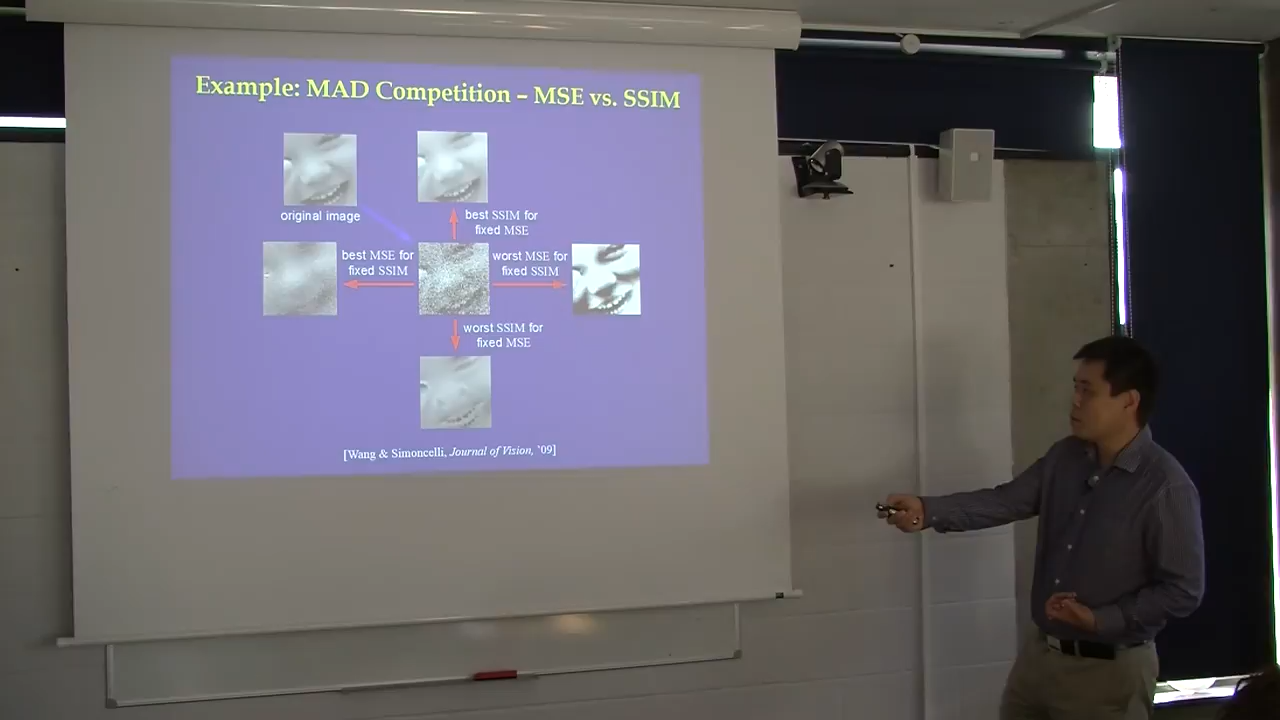 Example: MAD Competition – MSE vs. SSIM
original image
best SSIM for
fixed MSE
best MSE for
fixed SSIM
worst MSE for
fixed SSIM
worst SSIM for
fixed MSE
[Wang & Simoncelli, Journal of Vision, '09]